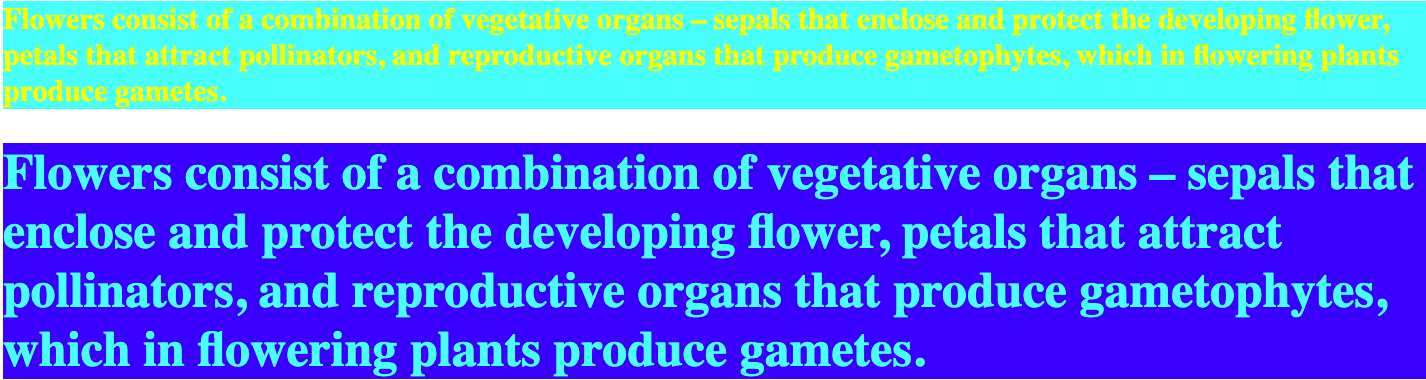 Flowers consist of a combination of vegetative organs – sepals that enclose and protect the developing flower,
petals that attract pollinators, and reproductive organs that produce gametophytes, which in flowering plants
produce gametes.
Flowers consist of a combination of vegetative organs – sepals that
enclose and protect the developing flower, petals that attract
pollinators, and reproductive organs that produce gametophytes,
which in flowering plants produce gametes.